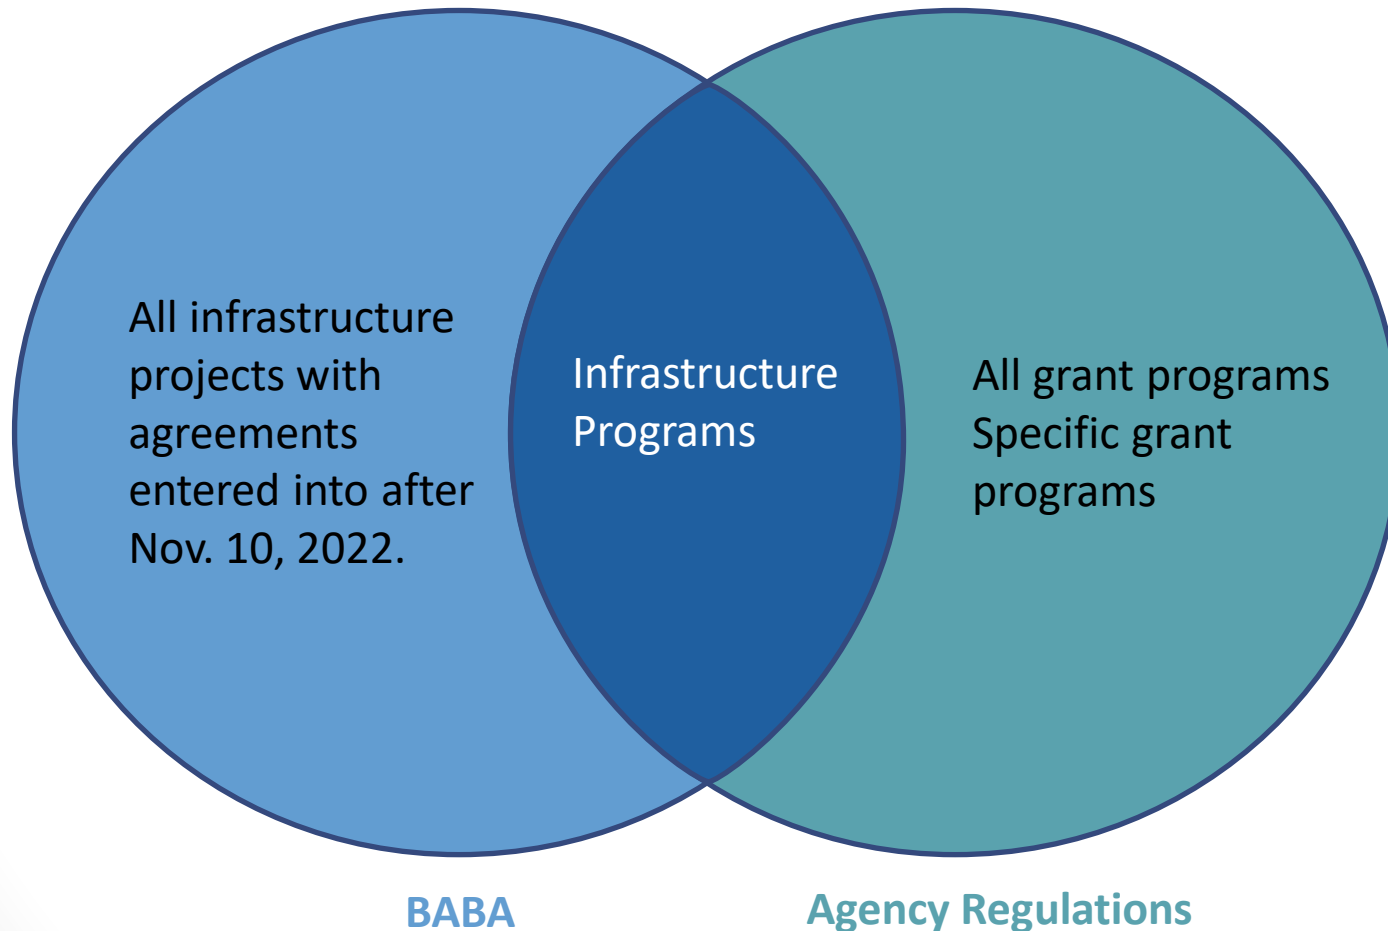 All infrastructure
projects with
agreements
entered into after
Nov. 10, 2022.
Infrastructure
Programs
All grant programs
Specific grant
programs
BABA
Agency Regulations